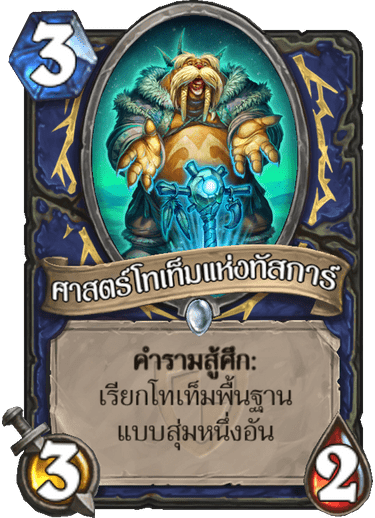 3
ศาสตร์โทเท็มแห่งทัสการ์
คำรามสู้ศึก:
เรียกโทเท็มพื้นฐาน
แบบสุ่มหนึ่งอัน
3
2